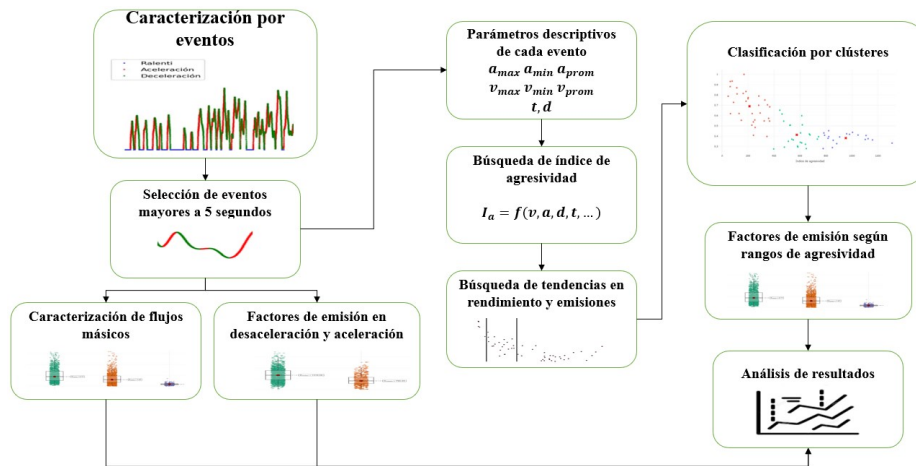 Caracterización por
eventos
Ralenti
Aceleración
Deceleración
Selección de eventos
mayores a 5 segundos
Caracterización de flujos
másicos
Factores de emisión en
desaceleración y aceleración
Parámetros descriptivos
de cada evento
a_max a_min a_prom
v_max v_min v_prom
t, d
Búsqueda de índice de
agresividad
I_a = f(v, a, d, t, …)
Búsqueda de tendencias en
rendimiento y emisiones
Clasificación por clústeres
Factores de emisión según
rangos de agresividad
Análisis de resultados